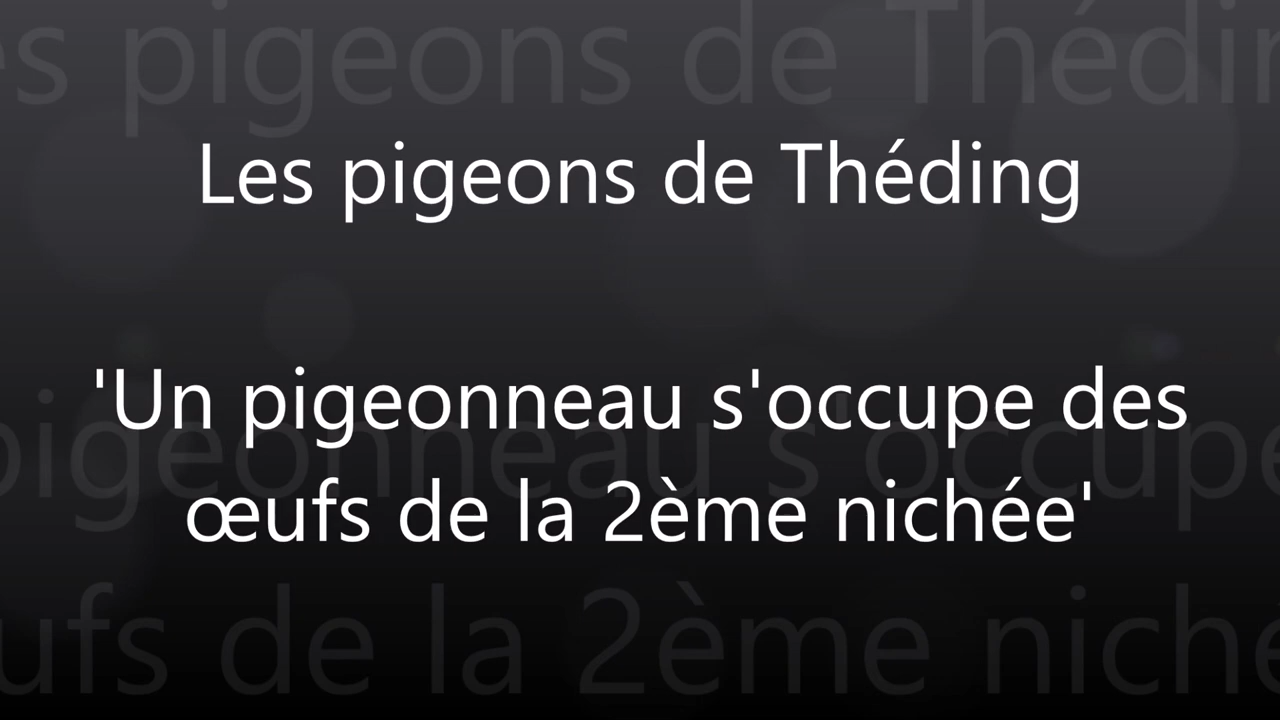 Les pigeons de Théding
'Un pigeonneau s'occupe des
œufs de la 2ème nichée'